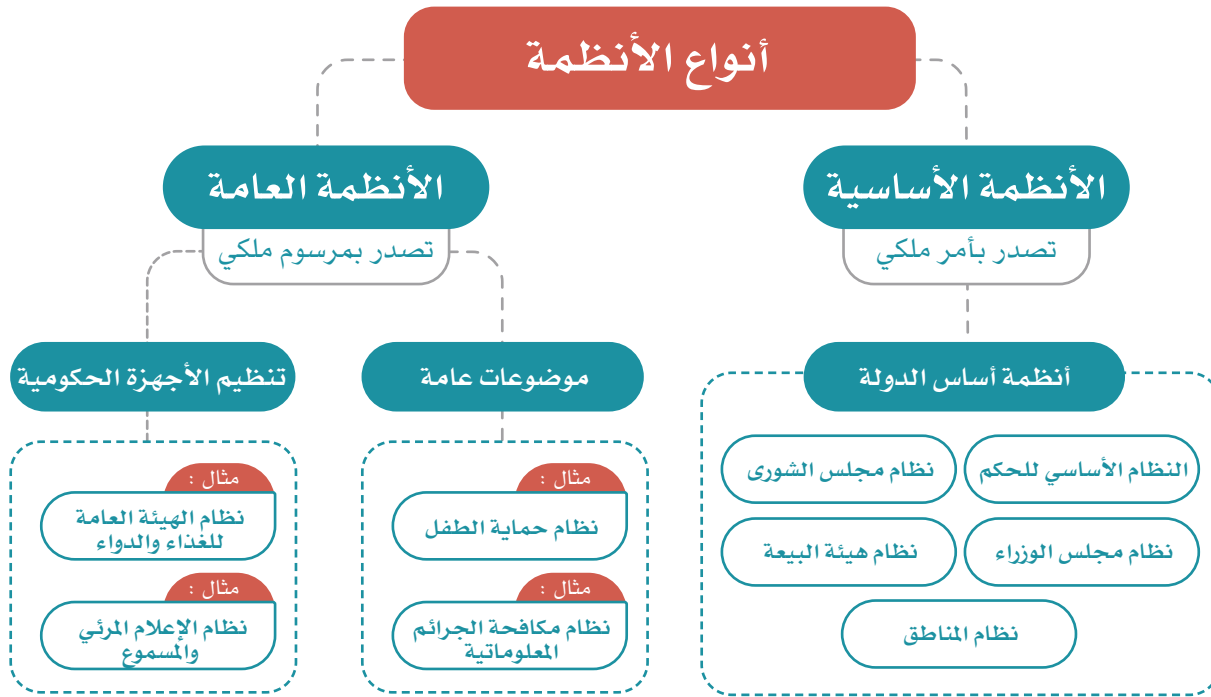 أنواع الأنظمة
الأنظمة الأساسية
تصدر بأمر ملكي
أنظمة أساس الدولة
النظام الأساسي للحكم
نظام مجلس الشورى
نظام مجلس الوزراء
نظام هيئة البيعة
نظام المناطق
الأنظمة العامة
تصدر بمرسوم ملكي
موضوعات عامة
مثال :
نظام حماية الطفل
مثال :
نظام مكافحة الجرائم
المعلوماتية
تنظيم الأجهزة الحكومية
مثال :
نظام الهيئة العامة
للغذاء والدواء
مثال :
نظام الإعلام المرئي
والمسموع